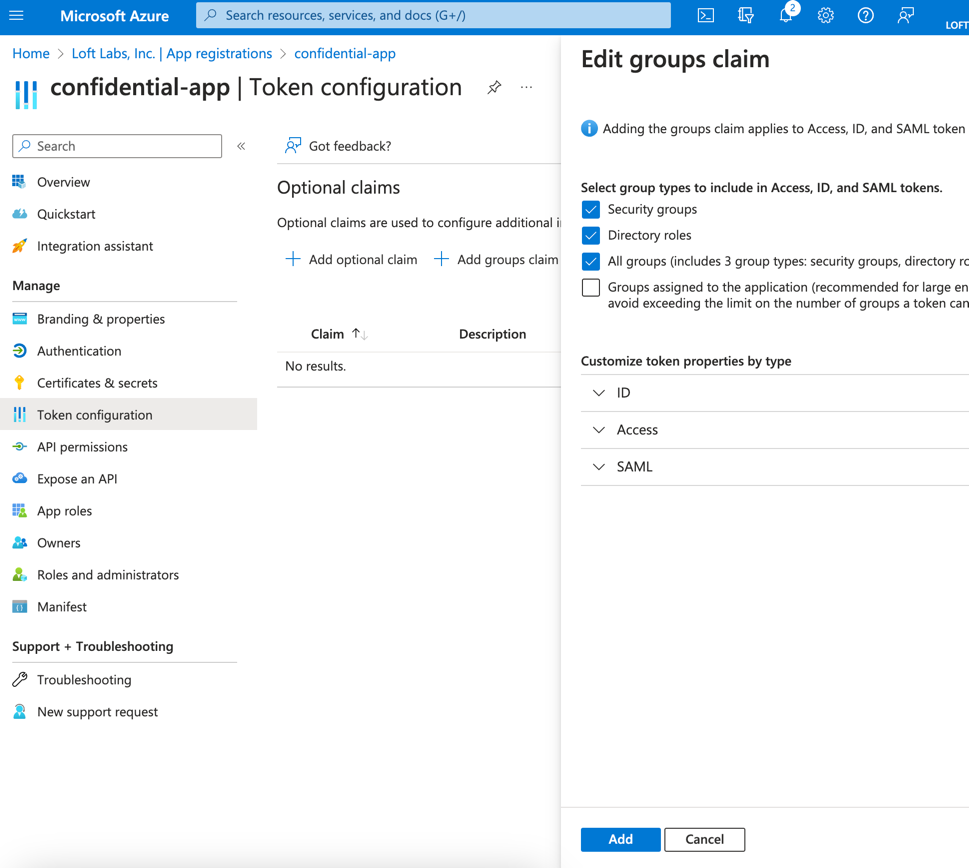 Microsoft Azure
Search resources, services, and docs (G+/)
2
LOFT
Home > Loft Labs, Inc. | App registrations > confidential-app
confidential-app | Token configuration
...
Search
«
Overview
Quickstart
Integration assistant
Manage
Branding & properties
Authentication
Certificates & secrets
Token configuration
API permissions
Expose an API
App roles
Owners
Roles and administrators
Manifest
Support + Troubleshooting
Troubleshooting
New support request
Got feedback?
Optional claims
Optional claims are used to configure additional
Add optional claim
Add groups claim
Claim
Description
No results.
Edit groups claim
Adding the groups claim applies to Access, ID, and SAML token
Select group types to include in Access, ID, and SAML tokens.
Security groups
Directory roles
All groups (includes 3 group types: security groups, directory
Groups assigned to the application (recommended for large
avoid exceeding the limit on the number of groups a token can
Customize token properties by type
ID
Access
SAML
Add
Cancel